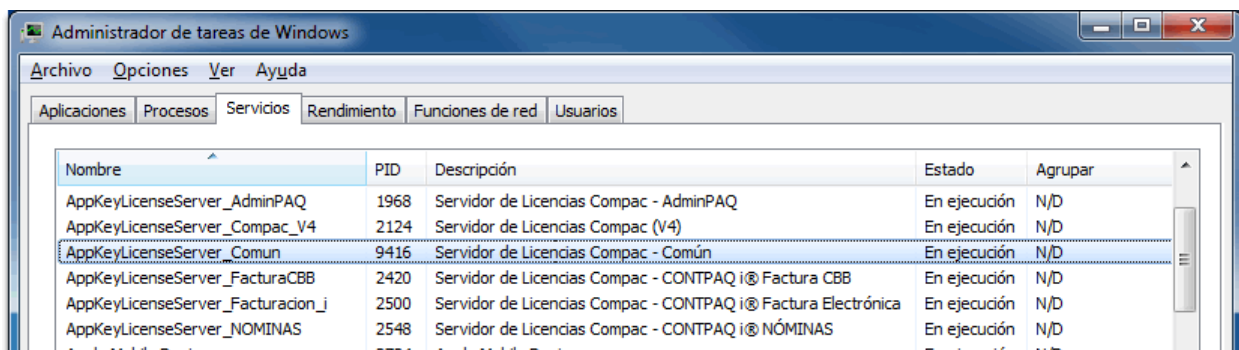 Administrador de tareas de Windows
Archivo Opciones Ver Ayuda
Aplicaciones Procesos Servicios Rendimiento Funciones de red Usuarios
Nombre PID Descripción Estado Agrupar
AppKeyLicenseServer_AdminPAQ 1968 Servidor de Licencias Compac - AdminPAQ En ejecución N/D
AppKeyLicenseServer_Compac_V4 2124 Servidor de Licencias Compac (V4) En ejecución N/D
AppKeyLicenseServer_Comun 9416 Servidor de Licencias Compac - Común En ejecución N/D
AppKeyLicenseServer_FacturaCBB 2420 Servidor de Licencias Compac - CONTPAQ i® Factura CBB En ejecución N/D
AppKeyLicenseServer_Facturacion_i 2500 Servidor de Licencias Compac - CONTPAQ i® Factura Electrónica En ejecución N/D
AppKeyLicenseServer_NOMINAS 2548 Servidor de Licencias Compac - CONTPAQ i® NÓMINAS En ejecución N/D